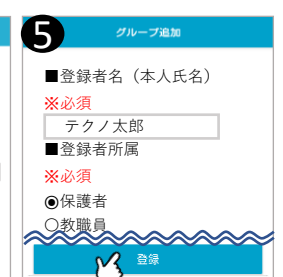 ❺
グループ追加
■登録者名（本人氏名）
※必須
テクノ太郎
■登録者所属
※必須
◉保護者
○教職員
登録